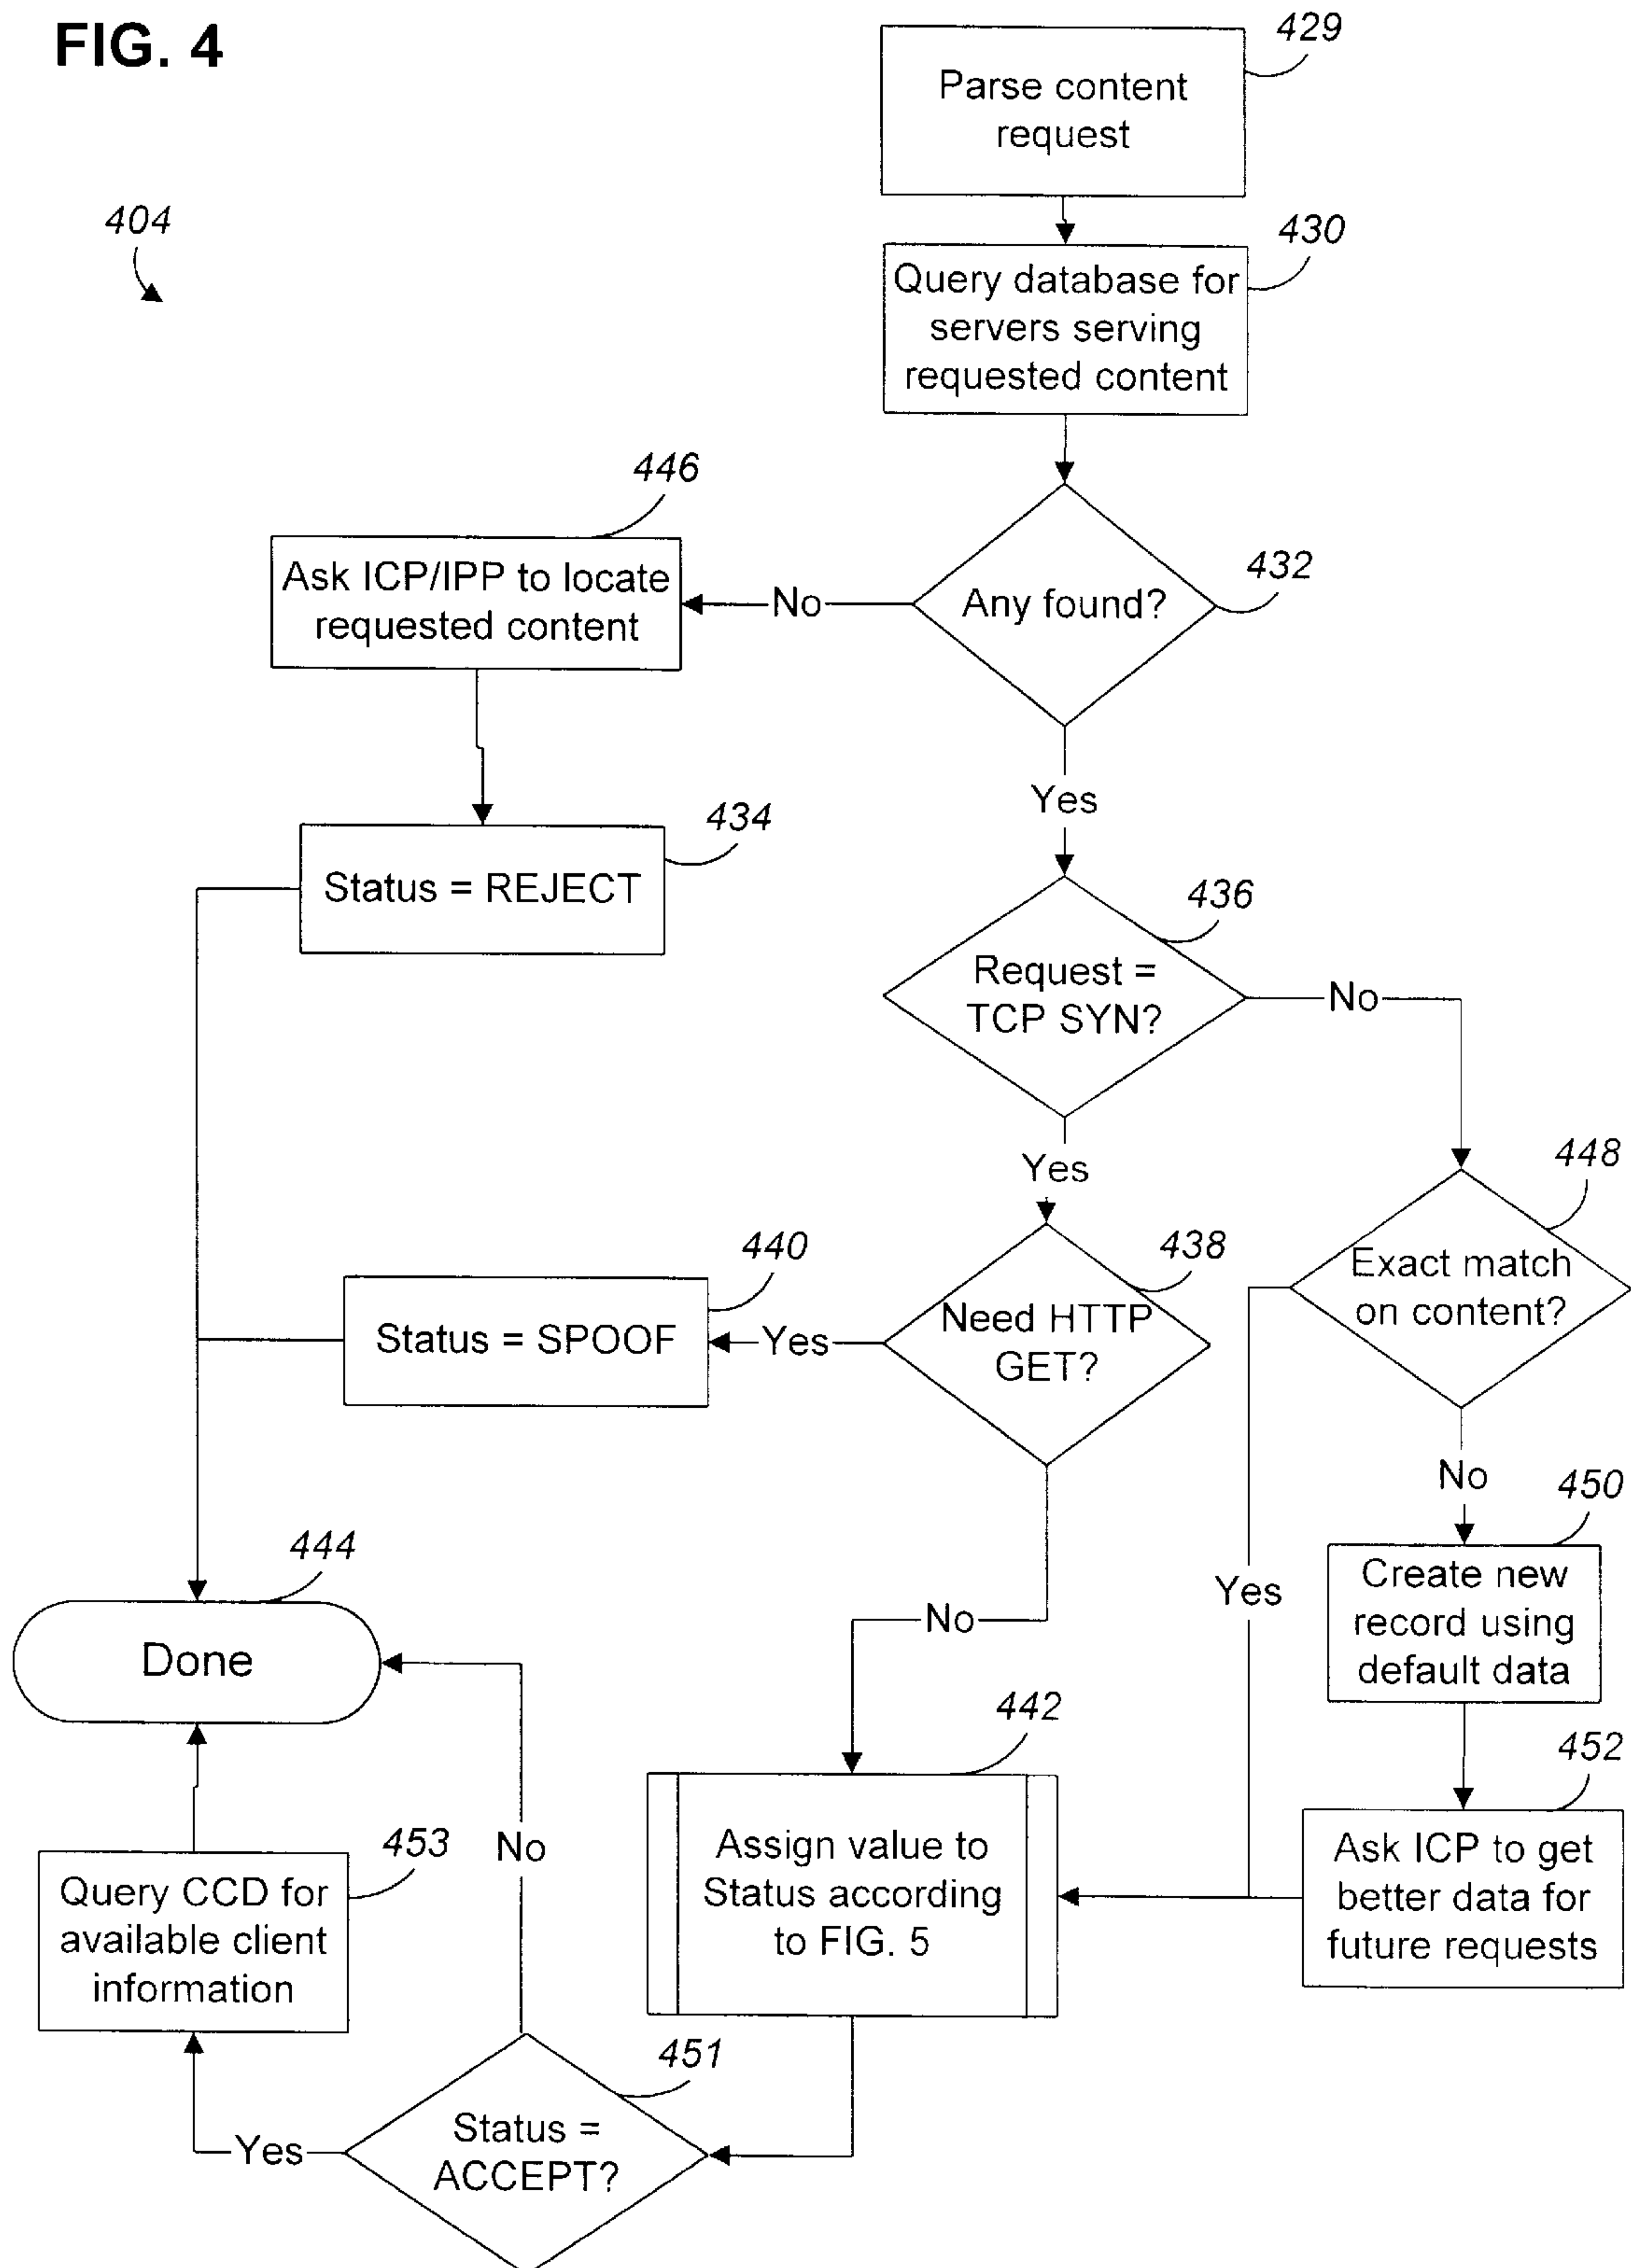 FIG. 4
429
Parse content
request
404
430
Query database for
servers serving
requested content
446
Ask ICP/IPP to locate
requested content
No
Any found?
432
Yes
434
Status = REJECT
436
Request =
TCP SYN?
No
Yes
448
Exact match
on content?
440
Status = SPOOF
Yes
438
Need HTTP
GET?
No
450
Create new
record using
default data
Yes
444
Done
No
442
Assign value to
Status according
to FIG. 5
452
Ask ICP to get
better data for
future requests
453
Query CCD for
available client
information
No
451
Status =
ACCEPT?
Yes